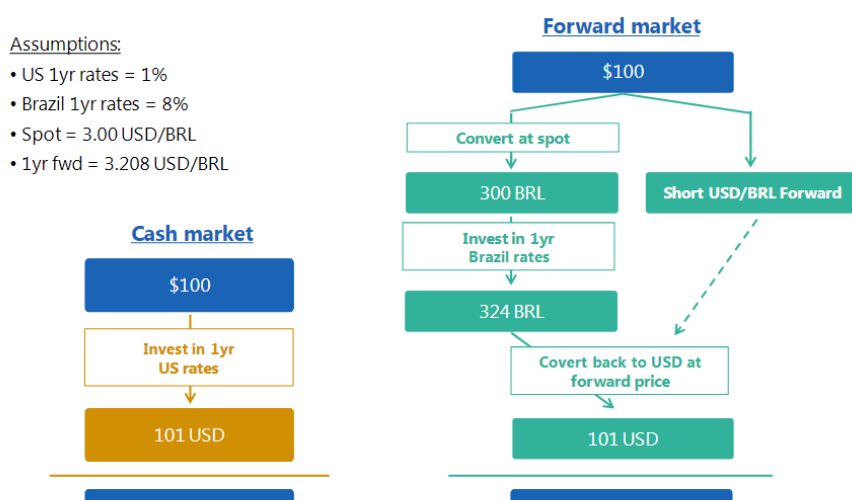 Assumptions:
• US 1yr rates = 1%
• Brazil 1yr rates = 8%
• Spot = 3.00 USD/BRL
• 1yr fwd = 3.208 USD/BRL
Cash market
$100
Invest in 1yr
US rates
101 USD
Forward market
$100
Convert at spot
300 BRL
Short USD/BRL Forward
Invest in 1yr
Brazil rates
324 BRL
Covert back to USD at
forward price
101 USD